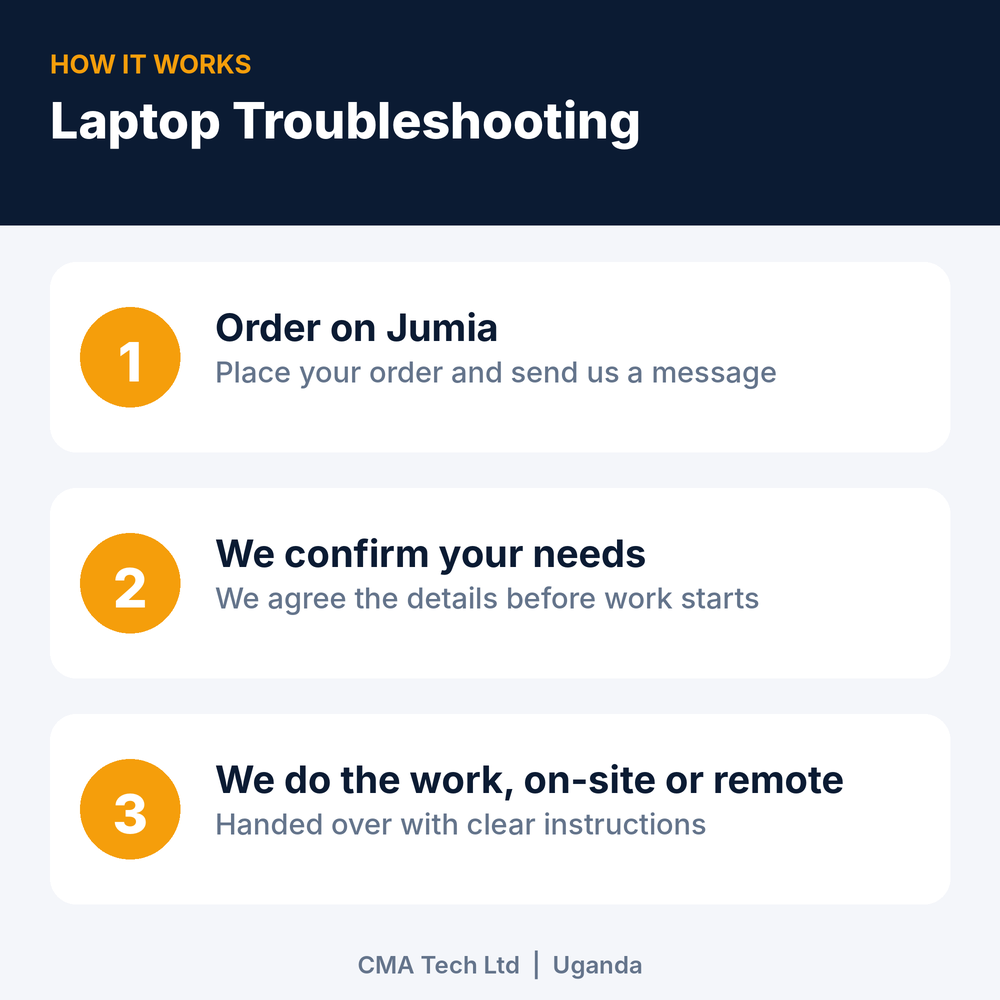 HOW IT WORKS
Laptop Troubleshooting
1
Order on Jumia
Place your order and send us a message
2
We confirm your needs
We agree the details before work starts
3
We do the work, on-site or remote
Handed over with clear instructions
CMA Tech Ltd | Uganda